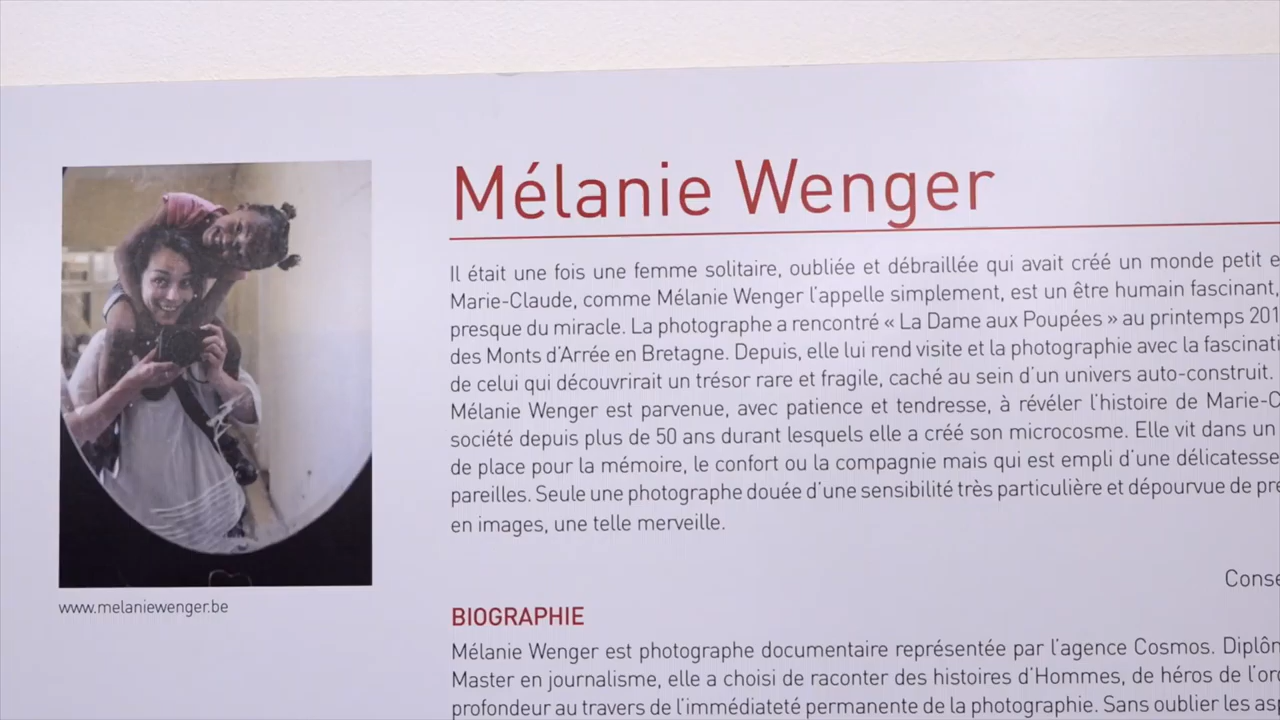 Mélanie Wenger
Il était une fois une femme solitaire, oubliée et débraillée qui avait créé un monde petit
Marie-Claude, comme Mélanie Wenger l'appelle simplement, est un être humain fascinant,
presque du miracle. La photographe a rencontré « La Dame aux Poupées » au printemps 201
des Monts d'Arrée en Bretagne. Depuis, elle lui rend visite et la photographie avec la fascinati
de celui qui découvrirait un trésor rare et fragile, caché au sein d'un univers auto-construit.
Mélanie Wenger est parvenue, avec patience et tendresse, à révéler l'histoire de Marie-C
société depuis plus de 50 ans durant lesquels elle a créé son microcosme. Elle vit dans un
de place pour la mémoire, le confort ou la compagnie mais qui est empli d'une délicatesse
pareilles. Seule une photographe douée d'une sensibilité très particulière et dépourvue de pré
en images, une telle merveille.
Conse
www.melaniewenger.be
BIOGRAPHIE
Mélanie Wenger est photographe documentaire représentée par l'agence Cosmos. Diplôm
Master en journalisme, elle a choisi de raconter des histoires d'Hommes, de héros de l'or
profondeur au travers de l'immédiateté permanente de la photographie. Sans oublier les as